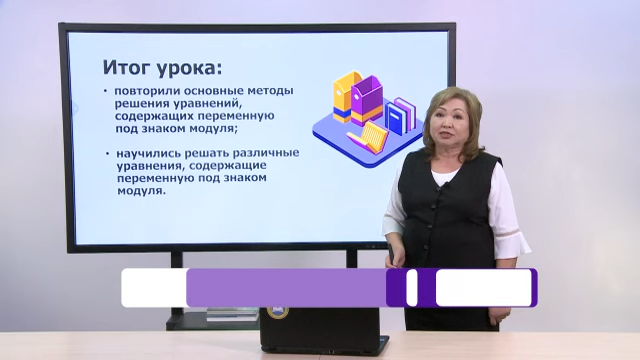 Итог урока:
• повторили основные методы
решения уравнений,
содержащих переменную
под знаком модуля;
• научились решать различные
уравнения, содержащие
переменную под знаком
модуля.